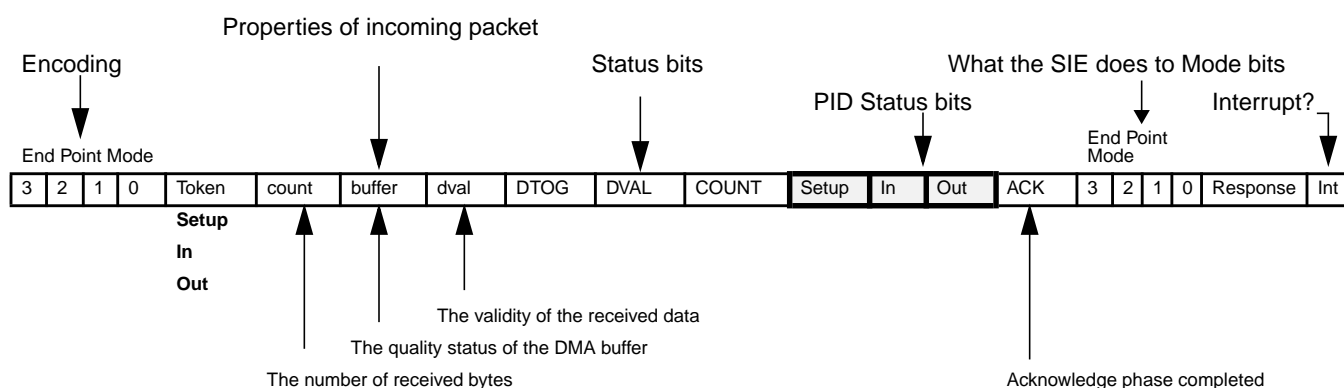 Properties of incoming packet
Encoding
Status bits
What the SIE does to Mode bits
PID Status bits
Interrupt?
End Point Mode
End Point
Mode
3 2 1 0 Token count buffer dval DTOG DVAL COUNT Setup In Out ACK 3 2 1 0 Response Int
Setup
In
Out
The validity of the received data
The quality status of the DMA buffer
The number of received bytes
Acknowledge phase completed